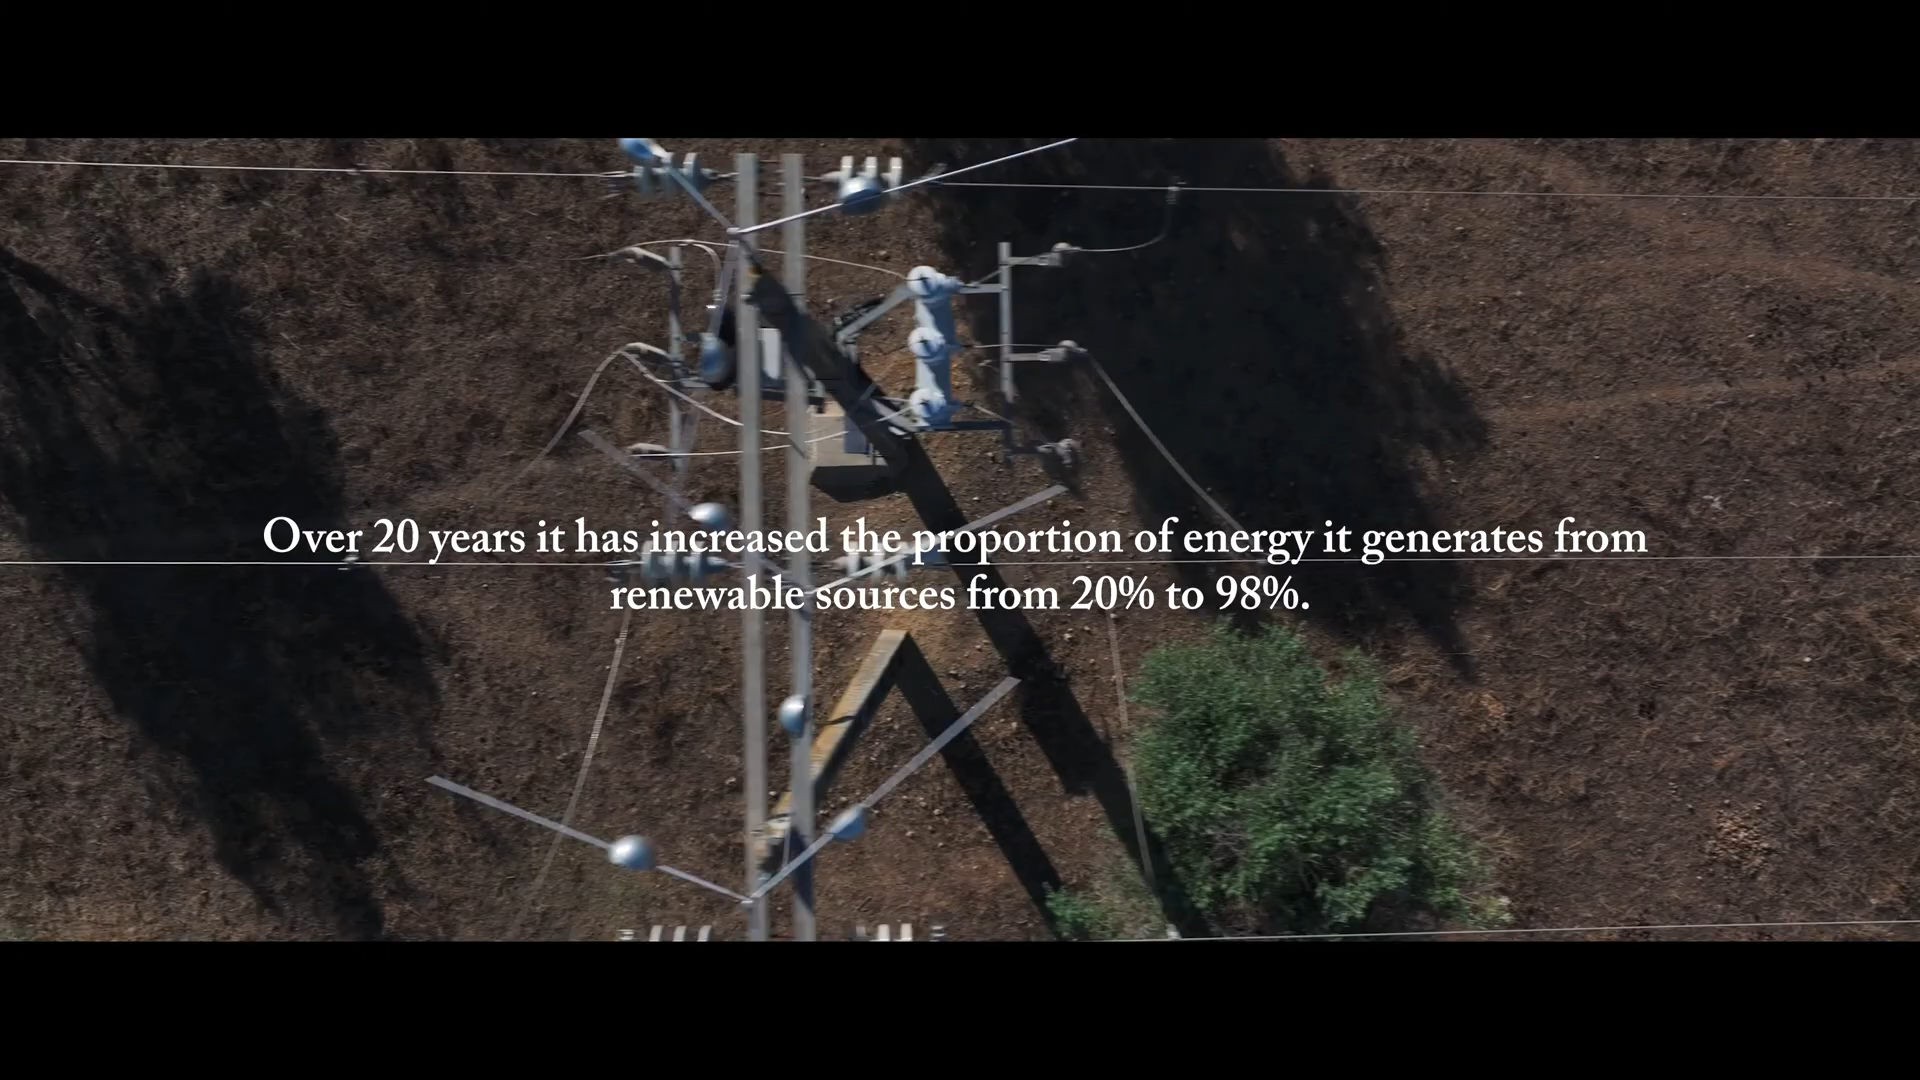 Over 20 years it has increased the proportion of energy it generates from
renewable sources from 20% to 98%.